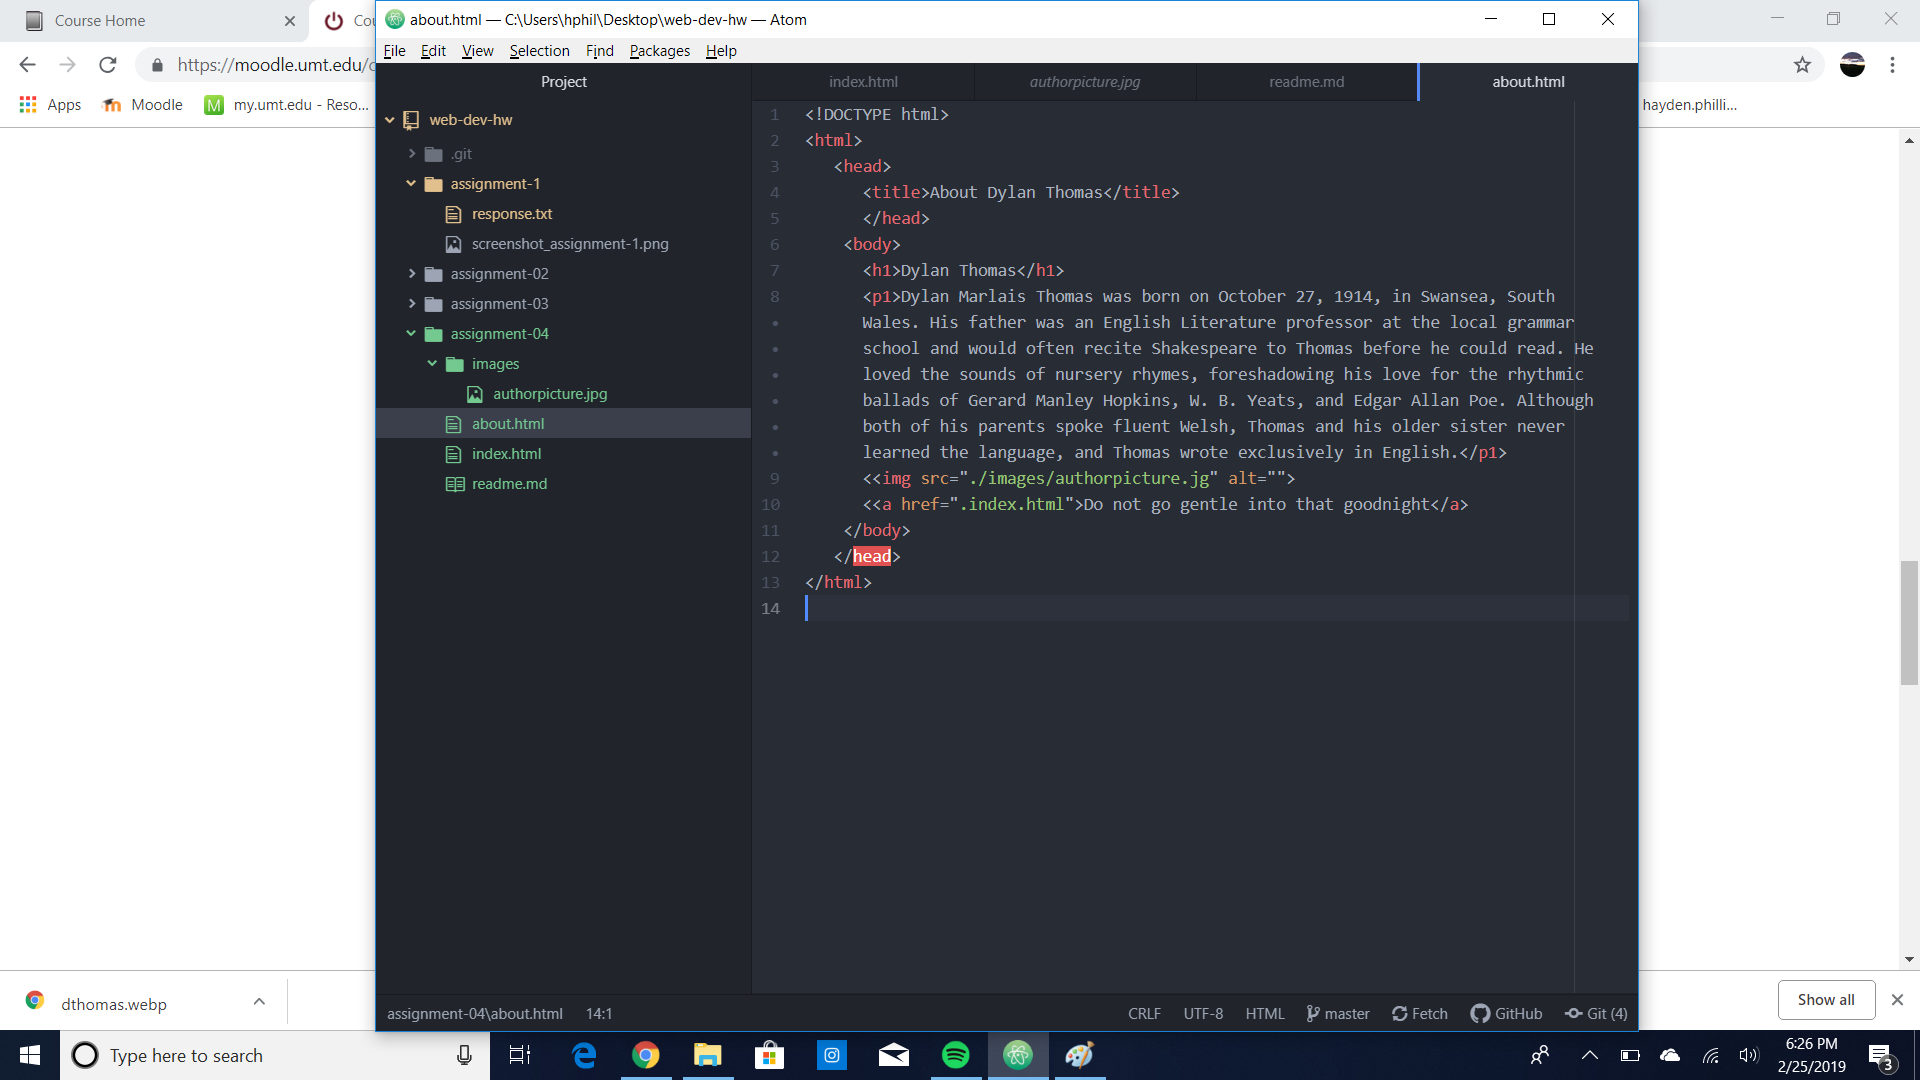 Course Home
Cou
about.html — C:\Users\hphil\Desktop\web-dev-hw — Atom
File Edit View Selection Find Packages Help
https://moodle.umt.edu/c
Apps Moodle my.umt.edu - Reso... hayden.philli...
Project
index.html authorpicture.jpg readme.md about.html
web-dev-hw
.git
assignment-1
response.txt
screenshot_assignment-1.png
assignment-02
assignment-03
assignment-04
images
authorpicture.jpg
about.html
index.html
readme.md
1 <!DOCTYPE html>
2 <html>
3 <head>
4 <title>About Dylan Thomas</title>
5 </head>
6 <body>
7 <h1>Dylan Thomas</h1>
8 <p1>Dylan Marlais Thomas was born on October 27, 1914, in Swansea, South
Wales. His father was an English Literature professor at the local grammar
school and would often recite Shakespeare to Thomas before he could read. He
loved the sounds of nursery rhymes, foreshadowing his love for the rhythmic
ballads of Gerard Manley Hopkins, W. B. Yeats, and Edgar Allan Poe. Although
both of his parents spoke fluent Welsh, Thomas and his older sister never
learned the language, and Thomas wrote exclusively in English.</p1>
9 <<img src="./images/authorpicture.jg" alt="">
10 <<a href=".index.html">Do not go gentle into that goodnight</a>
11 </body>
12 </head>
13 </html>
14
assignment-04\about.html 14:1 CRLF UTF-8 HTML master Fetch GitHub Git (4)
dthomas.webp
Show all
Type here to search
6:26 PM
2/25/2019
3